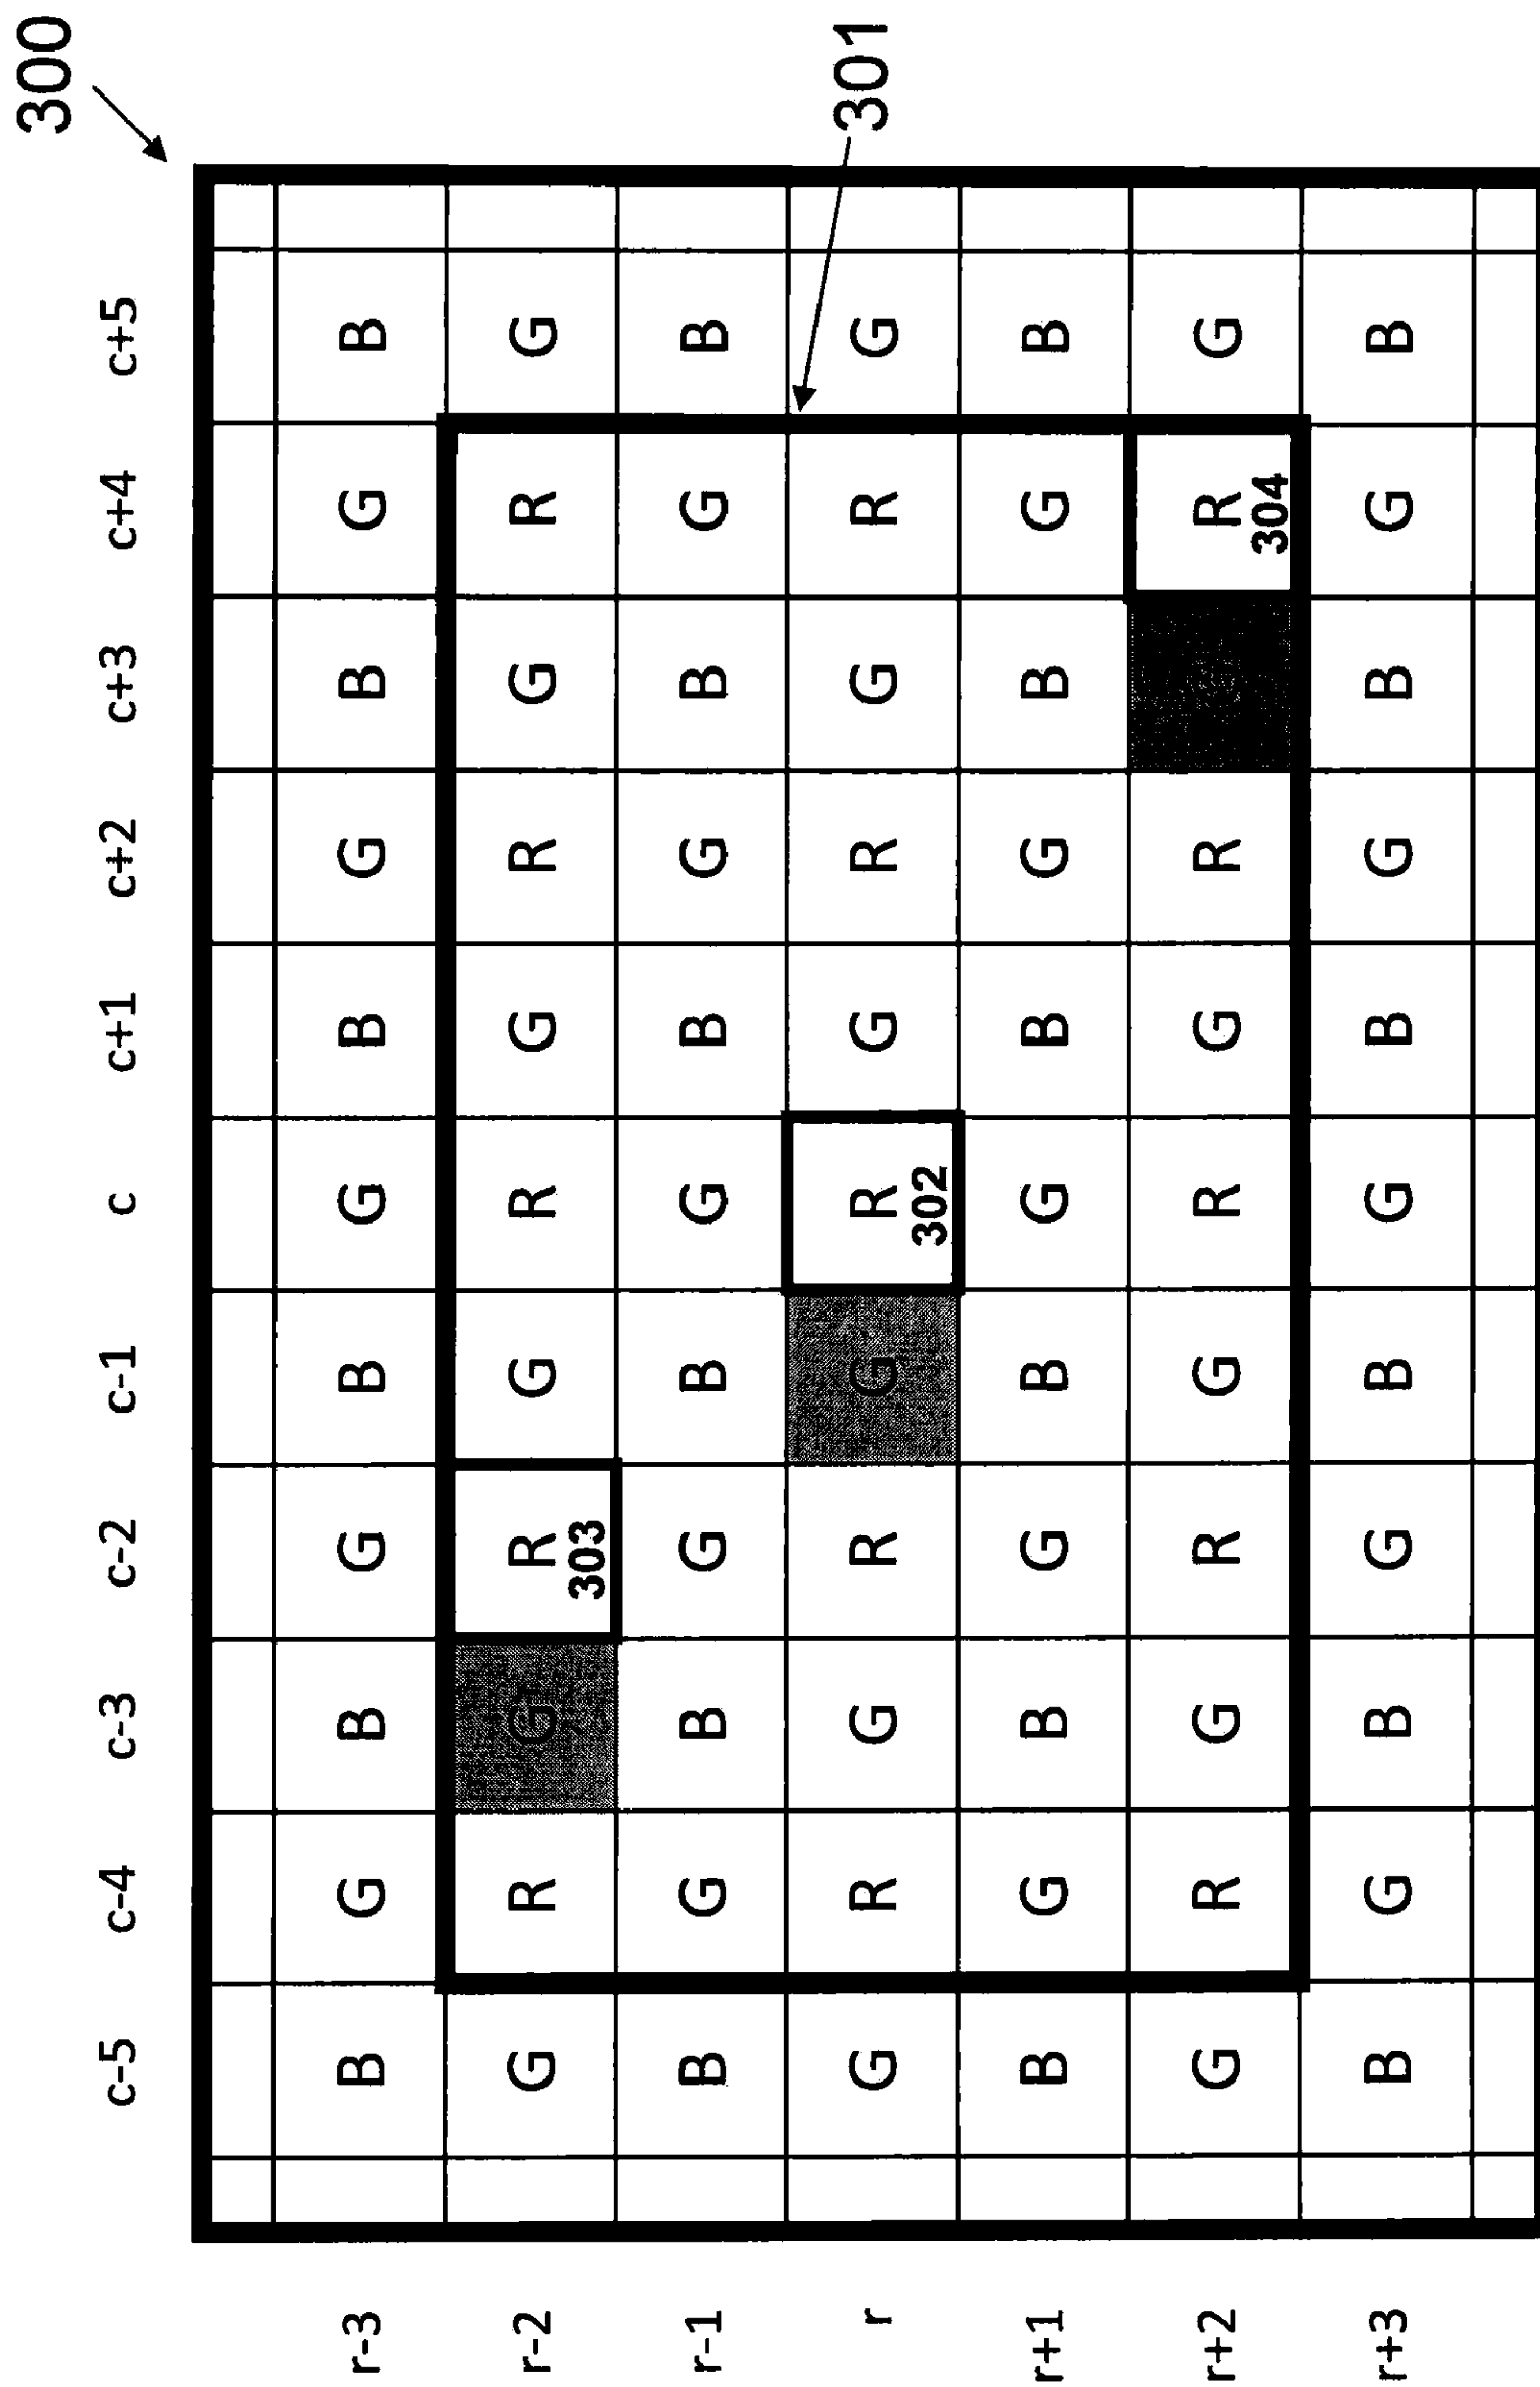 300
301
c-5 c-4 c-3 c-2 c-1 c c+1 c+2 c+3 c+4 c+5
r-3 B G B G B G B G B G B
r-2 G R G R G R G R G R G
303
r-1 B G B G B G B G B G B
r G R G R G R G R G R G
302
r+1 B G B G B G B G B G B
r+2 G R G R G R G R R G
304
r+3 B G B G B G B G B G B